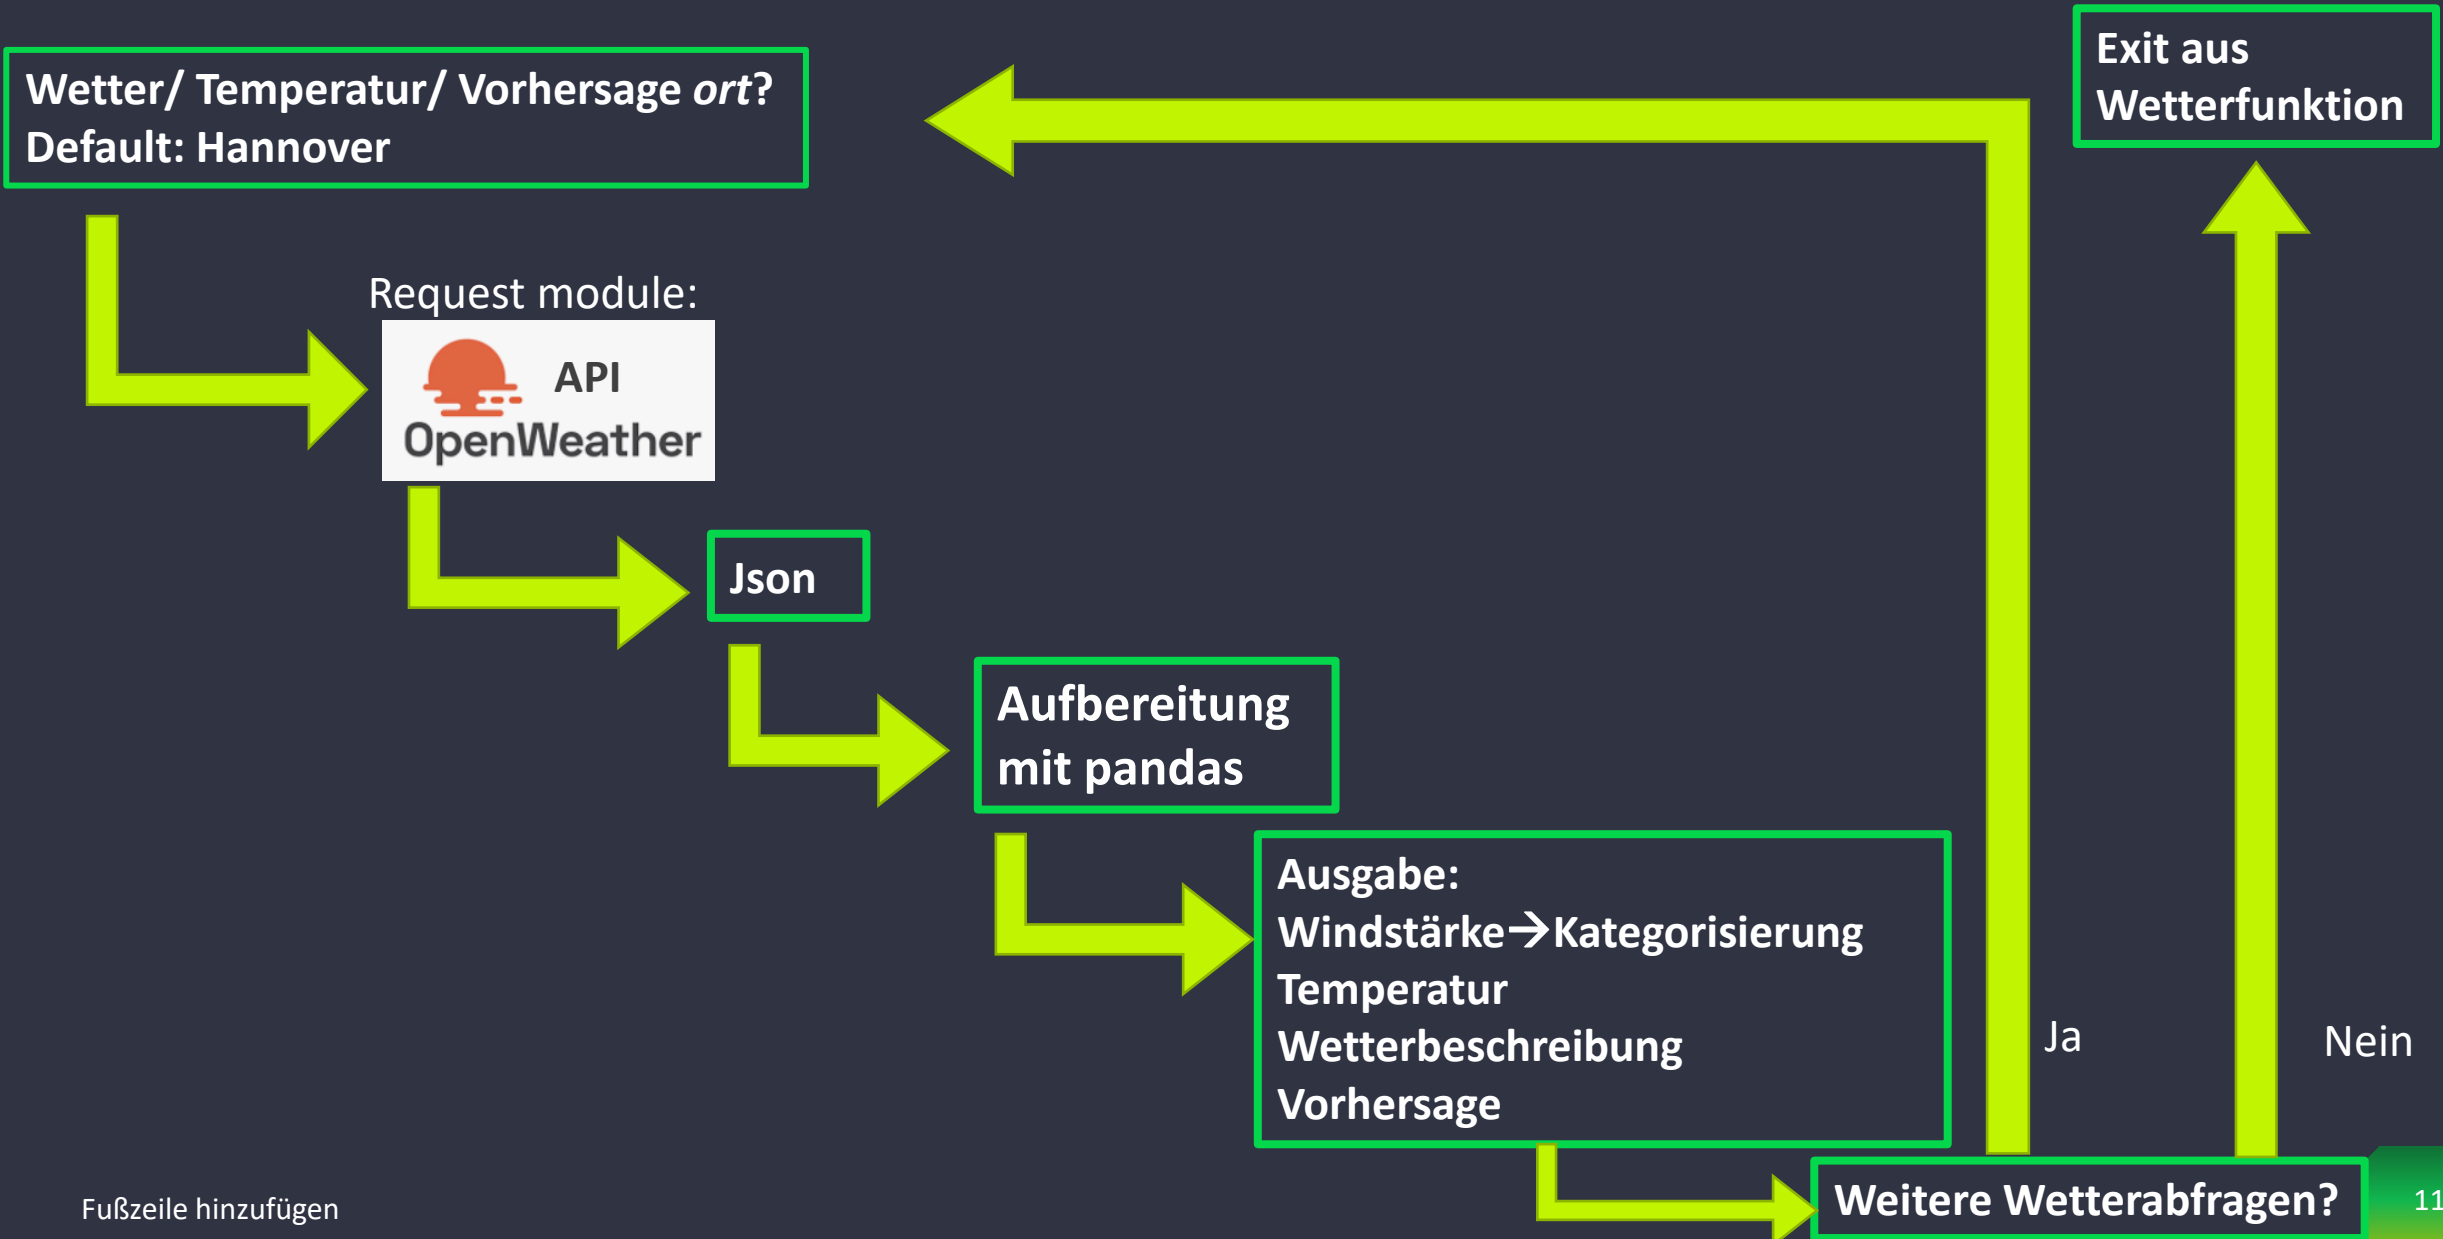 Wetter/ Temperatur/ Vorhersage ort?
Default: Hannover
Exit aus
Wetterfunktion
Request module:
API
OpenWeather
Json
Aufbereitung
mit pandas
Ausgabe:
Windstärke→Kategorisierung
Temperatur
Wetterbeschreibung
Vorhersage
Ja
Nein
Weitere Wetterabfragen?
Fußzeile hinzufügen
11